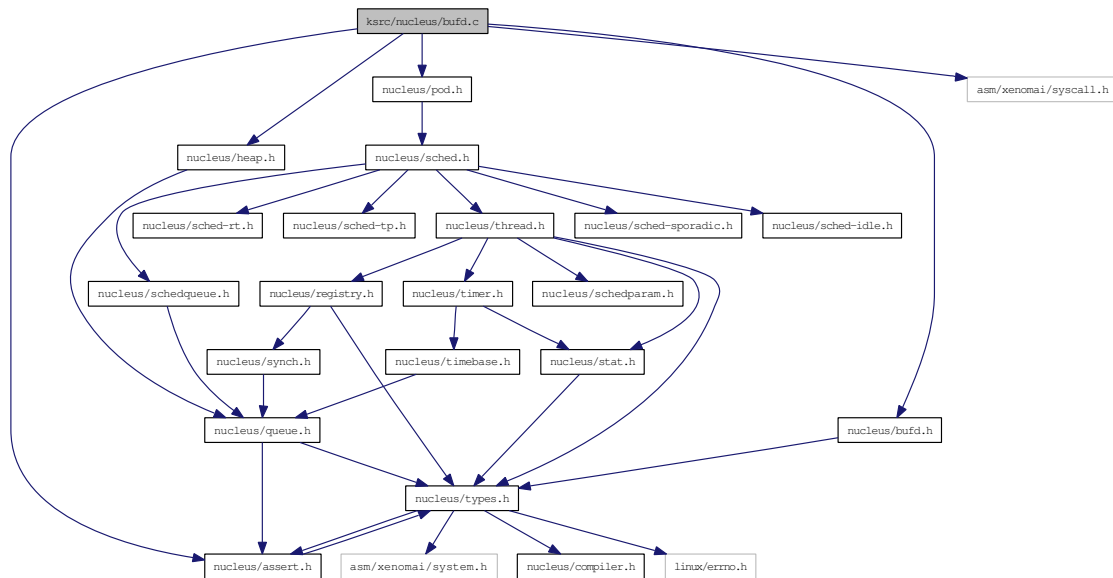 ksrc/nucleus/bufd.c
nucleus/pod.h
asm/xenomai/syscall.h
nucleus/heap.h
nucleus/sched.h
nucleus/sched-rt.h
nucleus/sched-tp.h
nucleus/thread.h
nucleus/sched-sporadic.h
nucleus/sched-idle.h
nucleus/schedqueue.h
nucleus/registry.h
nucleus/timer.h
nucleus/schedparam.h
nucleus/synch.h
nucleus/timebase.h
nucleus/stat.h
nucleus/queue.h
nucleus/bufd.h
nucleus/types.h
nucleus/assert.h
asm/xenomai/system.h
nucleus/compiler.h
linux/errno.h